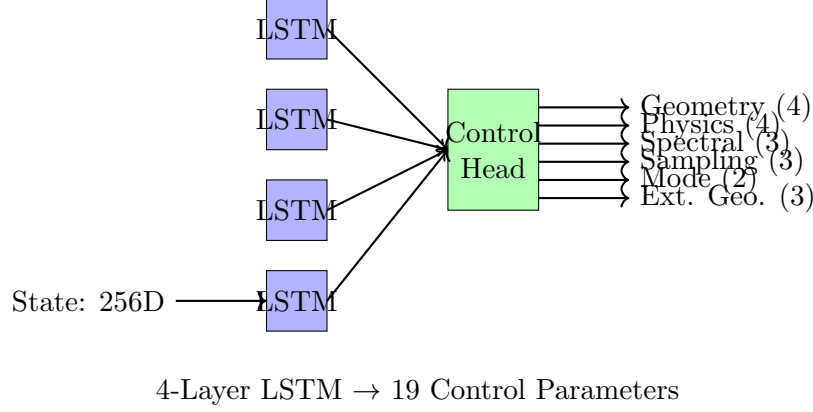 LSTM
LSTM
LSTM
LSTM
State: 256D
Control
Head
Geometry (4)
Physics (4)
Spectral (3)
Sampling (3)
Mode (2)
Ext. Geo. (3)
4-Layer LSTM → 19 Control Parameters